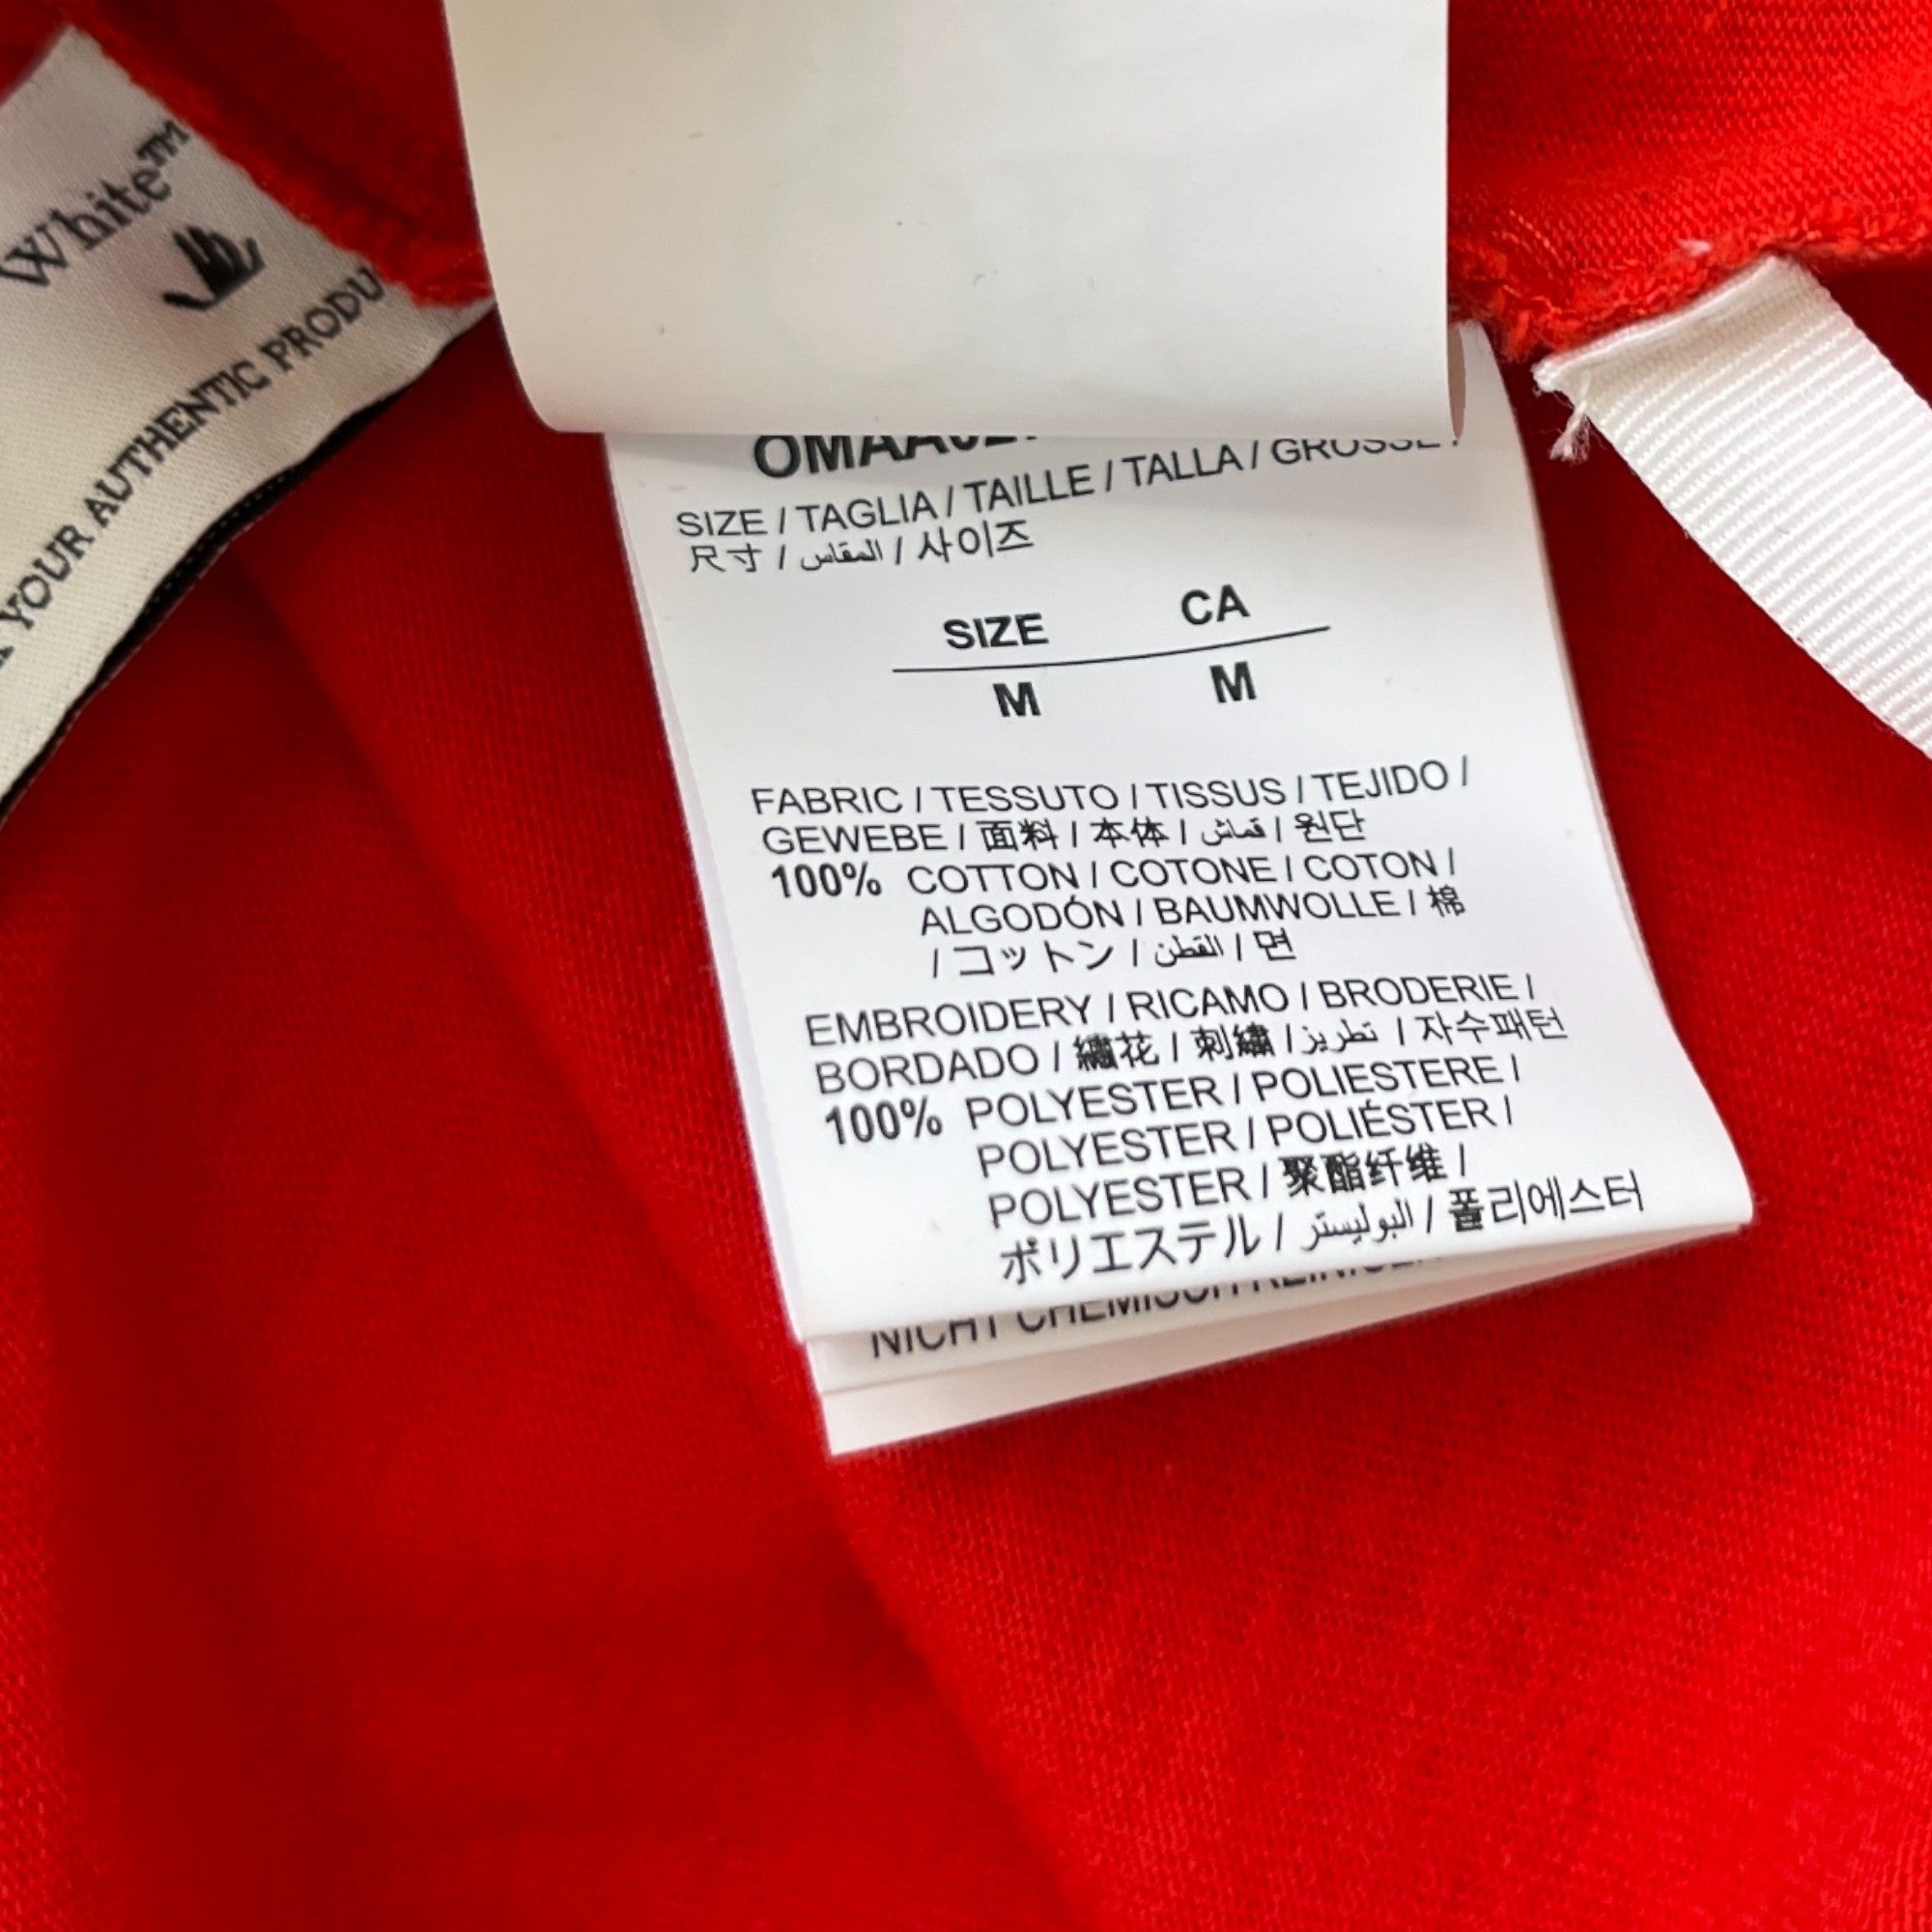 White™
YOUR AUTHENTIC
SIZE / TAGLIA / TAILLE / TALLA / GROSSE /
尺寸 / المقاس / 사이즈
SIZE CA
M M
FABRIC / TESSUTO / TISSUS / TEJIDO /
GEWEBE / 面料 / 本体 / قماش / 원단
100% COTTON / COTONE / COTON /
ALGODÓN / BAUMWOLLE / 棉
/ コットン / القطن / 면
EMBROIDERY / RICAMO / BRODERIE /
BORDADO / 繡花 / 刺繍 / تطريز / 자수패턴
100% POLYESTER / POLIESTERE /
POLYESTER / POLIÉSTER /
POLYESTER / 聚酯纤维 /
ポリエステル / البوليستر / 폴리에스터
NICHT CHEMISCH